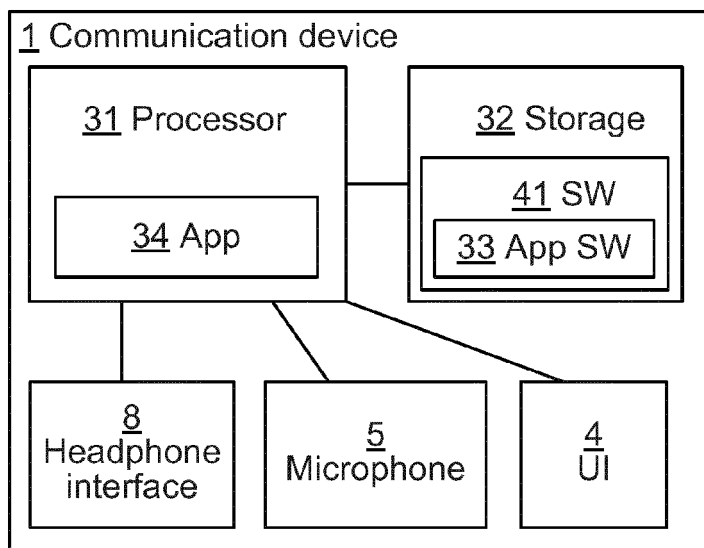 1 Communication device
31 Processor
32 Storage
34 App
41 SW
33 App SW
8
Headphone
interface
5
Microphone
4
UI